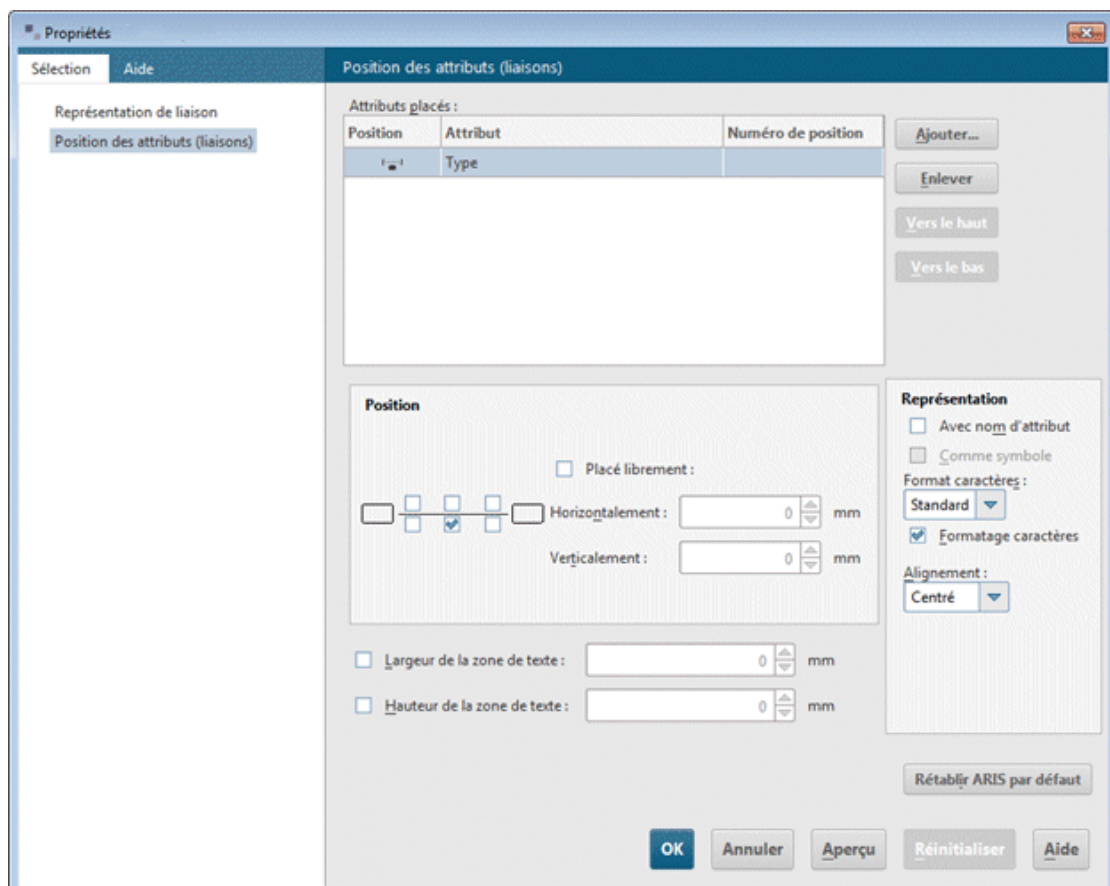 Propriétés
Sélection
Aide
Position des attributs (liaisons)
Représentation de liaison
Position des attributs (liaisons)
Attributs placés :
Position
Attribut
Numéro de position
Type
Ajouter...
Enlever
Vers le haut
Vers le bas
Position
Placé librement :
Horizontalement :
0
mm
Verticalement :
0
mm
Représentation
Avec nom d'attribut
Comme symbole
Format caractères :
Standard
Formatage caractères
Alignement :
Centré
Largeur de la zone de texte :
0
mm
Hauteur de la zone de texte :
0
mm
Rétablir ARIS par défaut
OK
Annuler
Aperçu
Réinitialiser
Aide